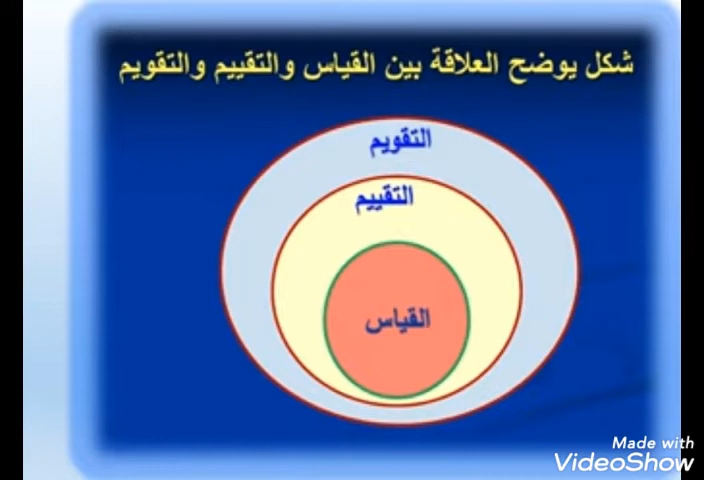 شكل يوضح العلاقة بين القياس والتقييم والتقويم
التقويم
التقييم
القياس
Made with
VideoShow